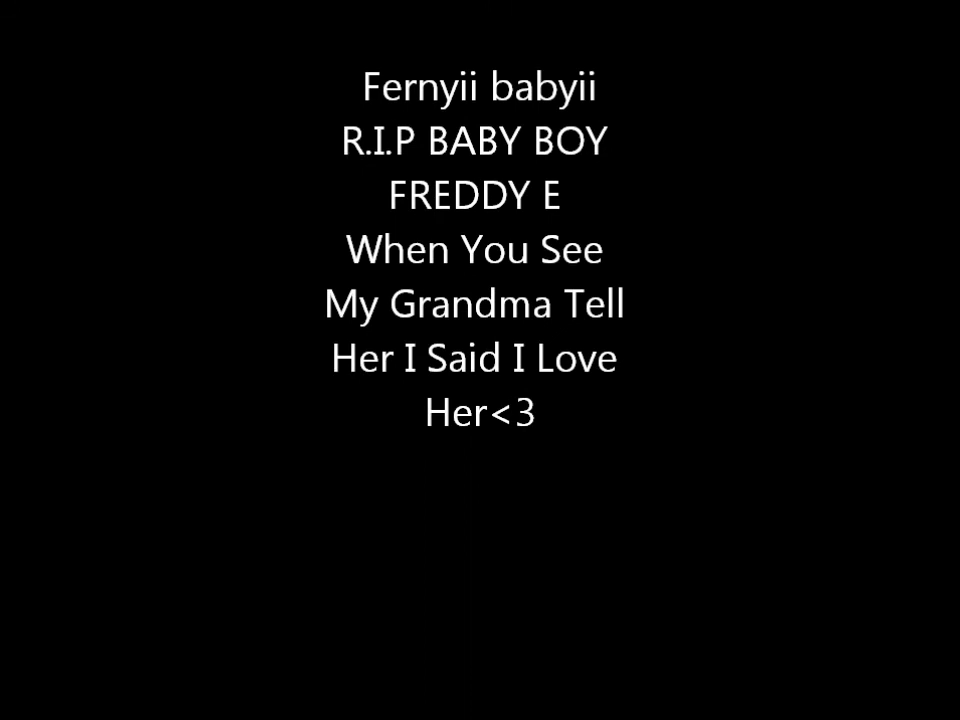 Fernyii babyii
R.I.P BABY BOY
FREDDY E
When You See
My Grandma Tell
Her I Said I Love
Her<3